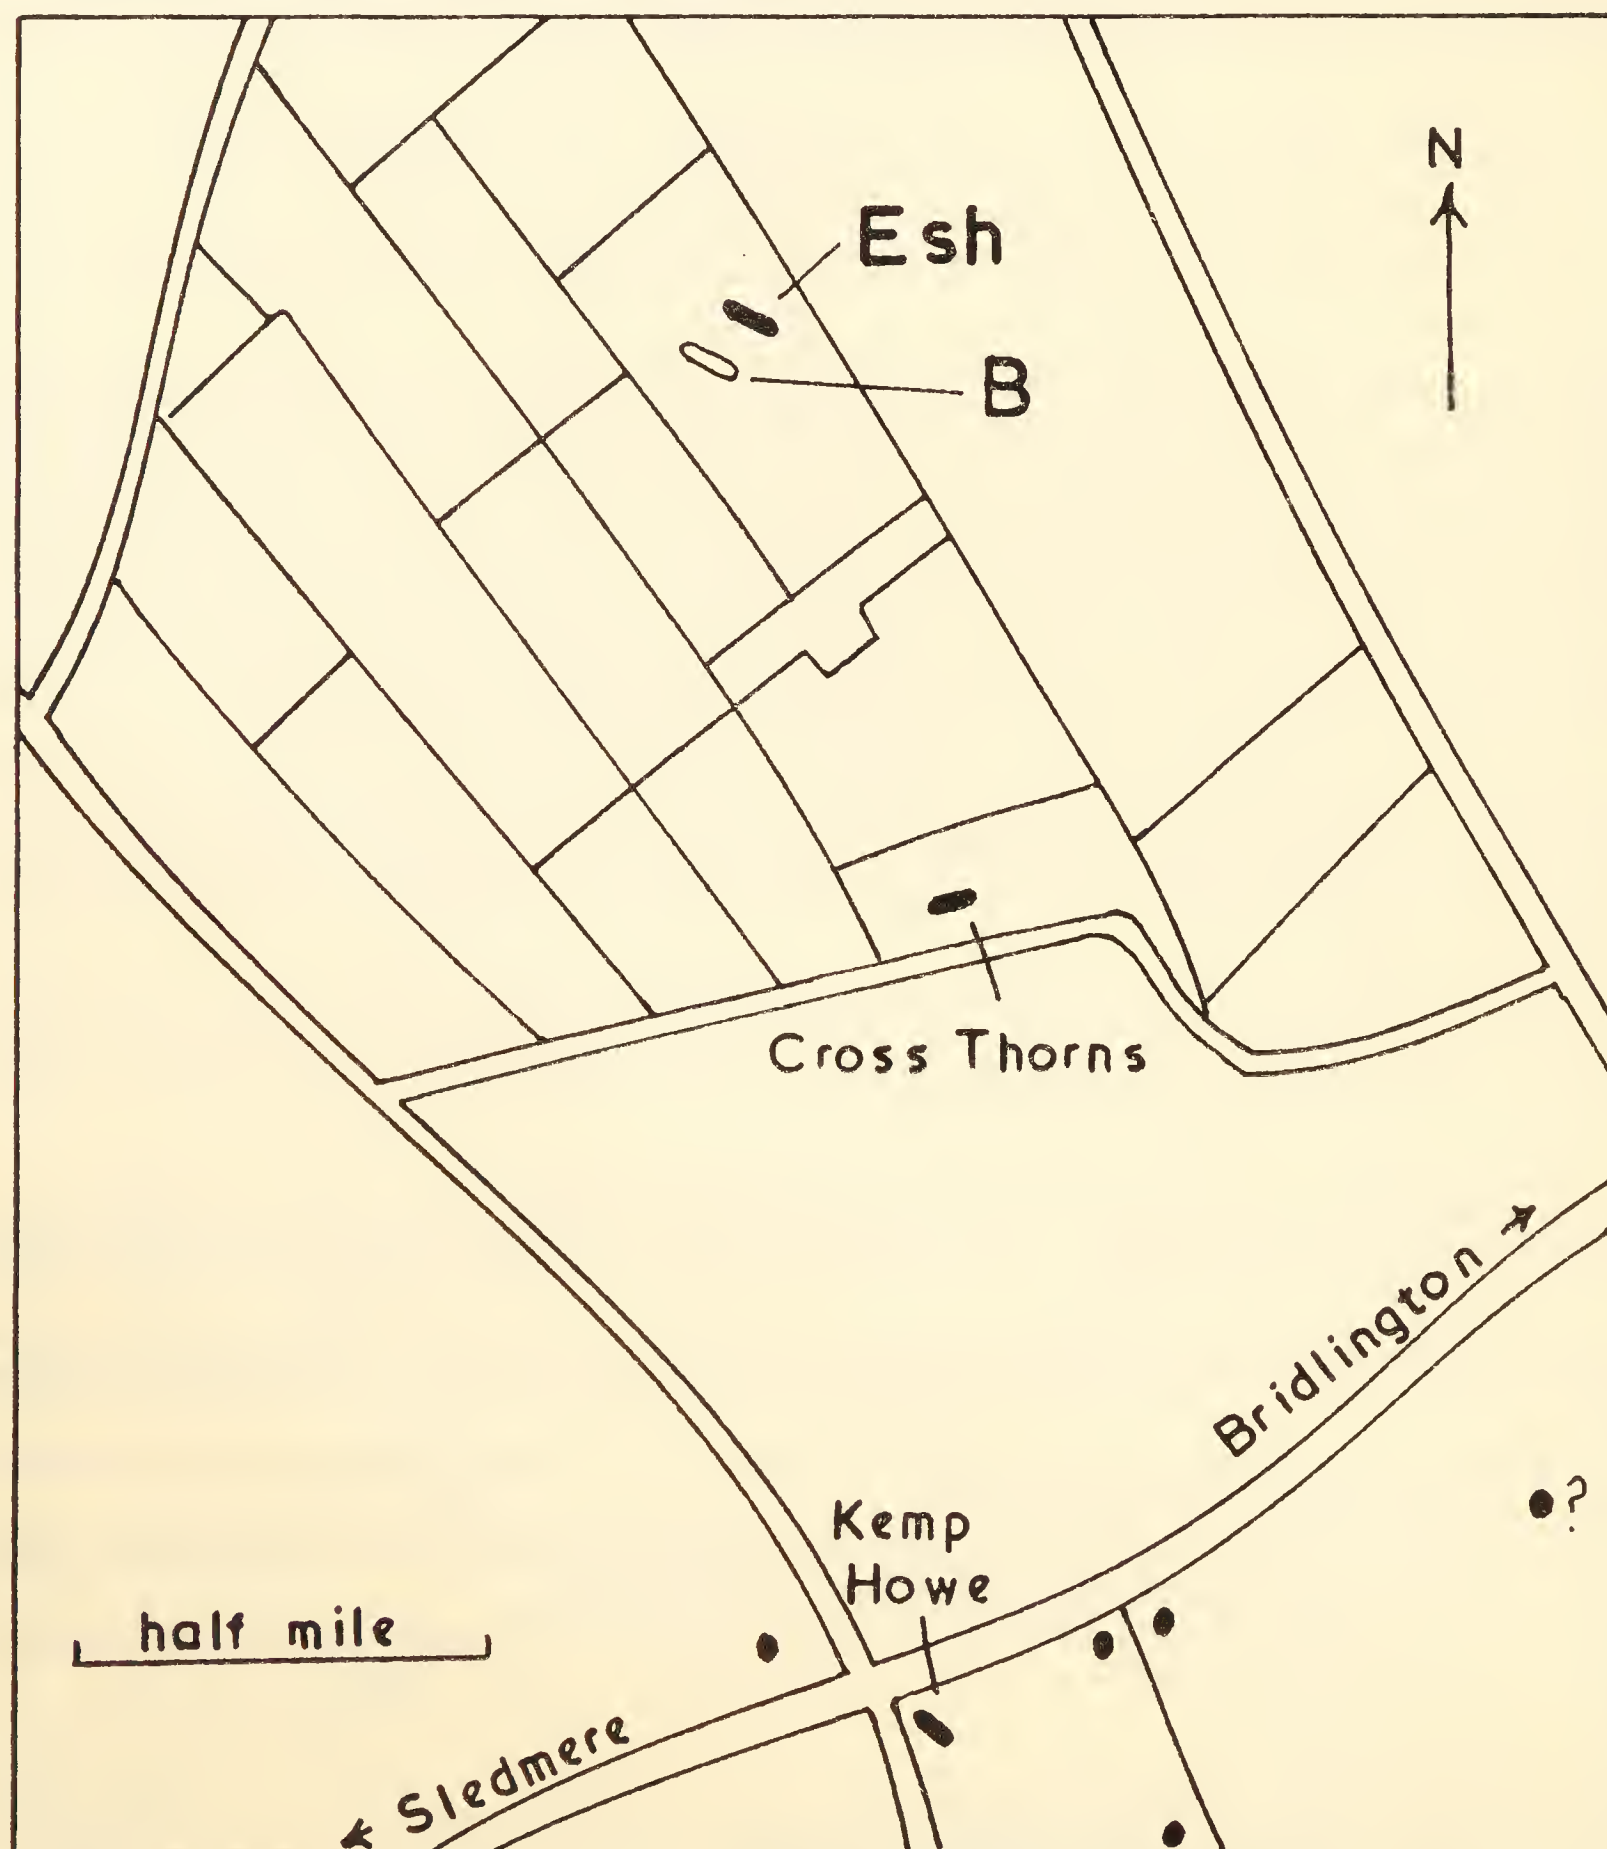 N
Esh
B
Cross Thorns
Bridlington
?
Kemp
Howe
half mile
Sledmere